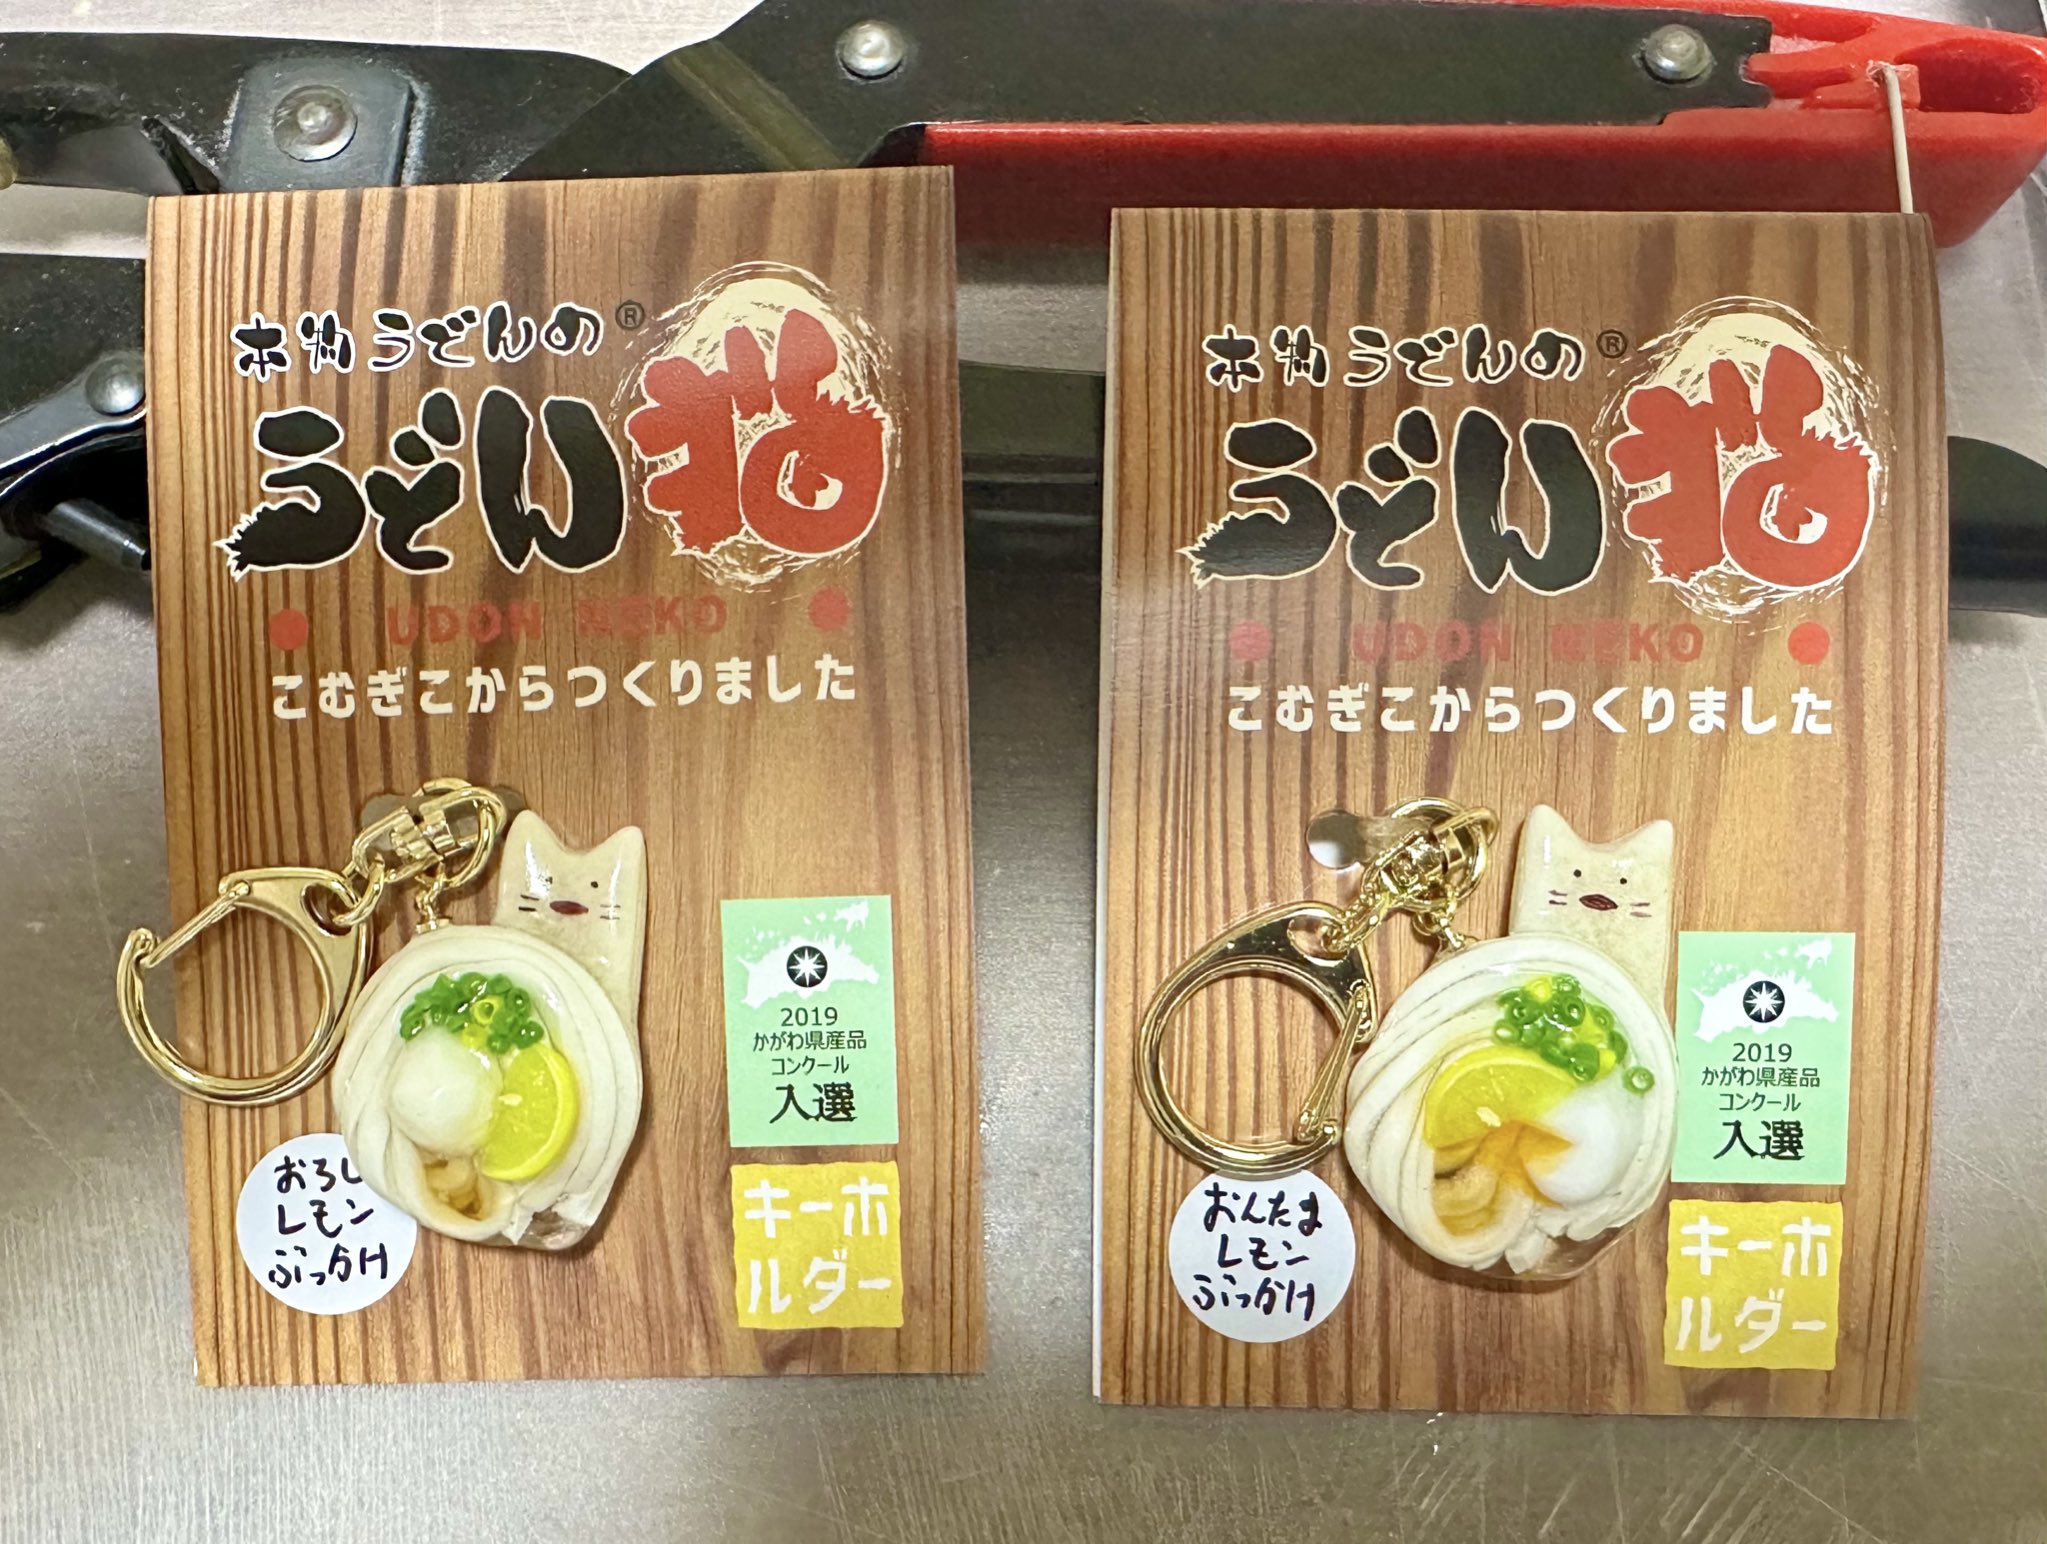 本物うどんの®
うどん猫
UDON NEKO
こむぎこからつくりました
2019
かがわ県産品
コンクール
入選
おろし
レモン
ぶっかけ
キーホ
ルダー
本物うどんの®
うどん猫
UDON NEKO
こむぎこからつくりました
2019
かがわ県産品
コンクール
入選
おんたま
レモン
ぶっかけ
キーホ
ルダー